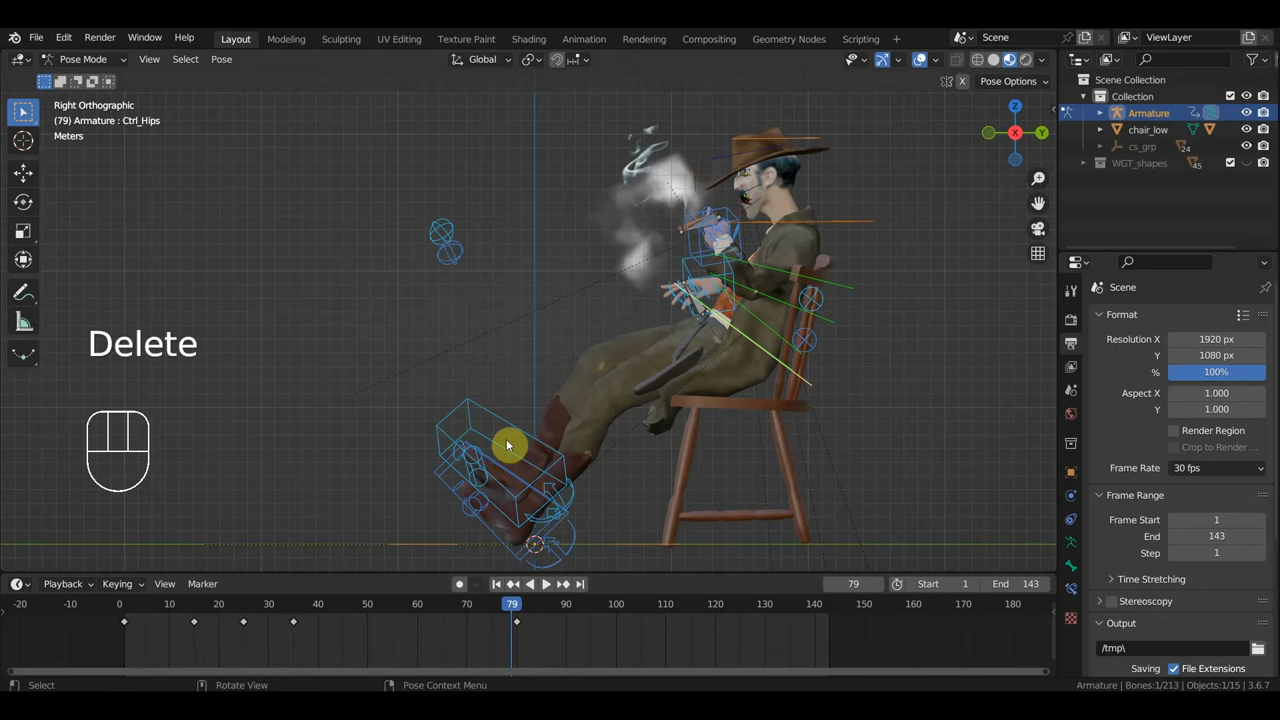 File Edit Render Window Help Layout Modeling Sculpting UV Editing Texture Paint Shading Animation Rendering Compositing Geometry Nodes Scripting + Scene ViewLayer
Pose Mode View Select Pose Global
X Pose Options
Right Orthographic
(79) Armature : Ctrl_Hips
Meters
Z
Y
X
Delete
Scene Collection
Collection
Armature
chair_low
cs_grp 24
WGT_shapes 45
Scene
Format
Resolution X 1920 px
Y 1080 px
% 100%
Aspect X 1.000
Y 1.000
Render Region
Crop to Render ...
Frame Rate 30 fps
Frame Range
Frame Start 1
End 143
Step 1
Time Stretching
Stereoscopy
Output
/tmp\
Saving File Extensions
Playback Keying View Marker 79 Start 1 End 143
-20 -10 0 10 20 30 40 50 60 70 79 90 100 110 120 130 140 150 160 170 180
Select Rotate View Pose Context Menu Armature | Bones:1/213 | Objects:1/15 | 3.6.7